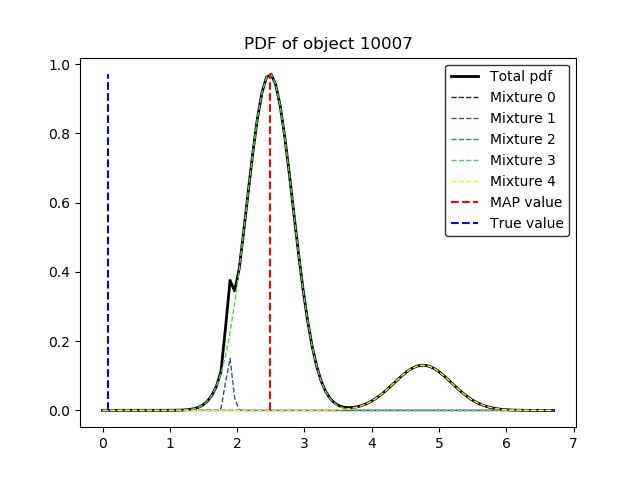 PDF of object 10007
Total pdf
Mixture 0
Mixture 1
Mixture 2
Mixture 3
Mixture 4
MAP value
True value
1.0
0.8
0.6
0.4
0.2
0.0
0 1 2 3 4 5 6 7